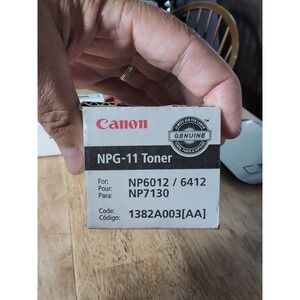 Canon
GENUINE
NPG-11 Toner
For: NP6012 / 6412
Pour: NP7130
Para:
Code: 1382A003[AA]
Código: